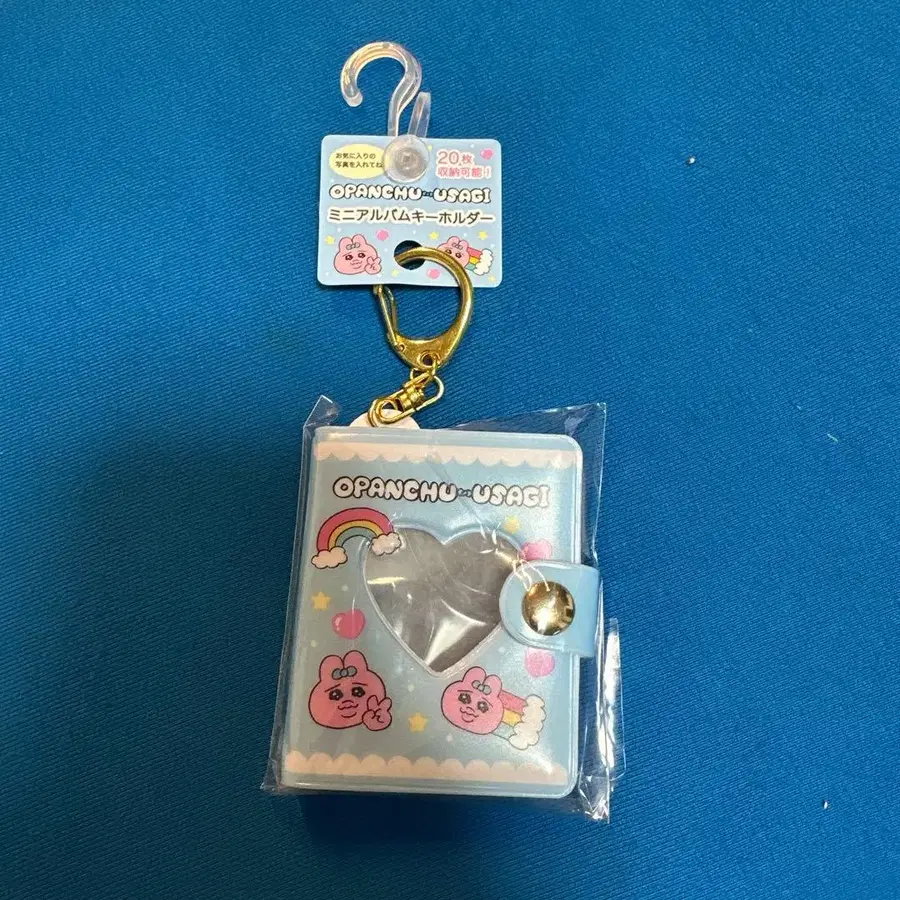 お気に入りの
写真を入れてね
20枚
収納可能!
OPANCHU USAGI
ミニアルバムキーホルダー
OPANCHU USAGI